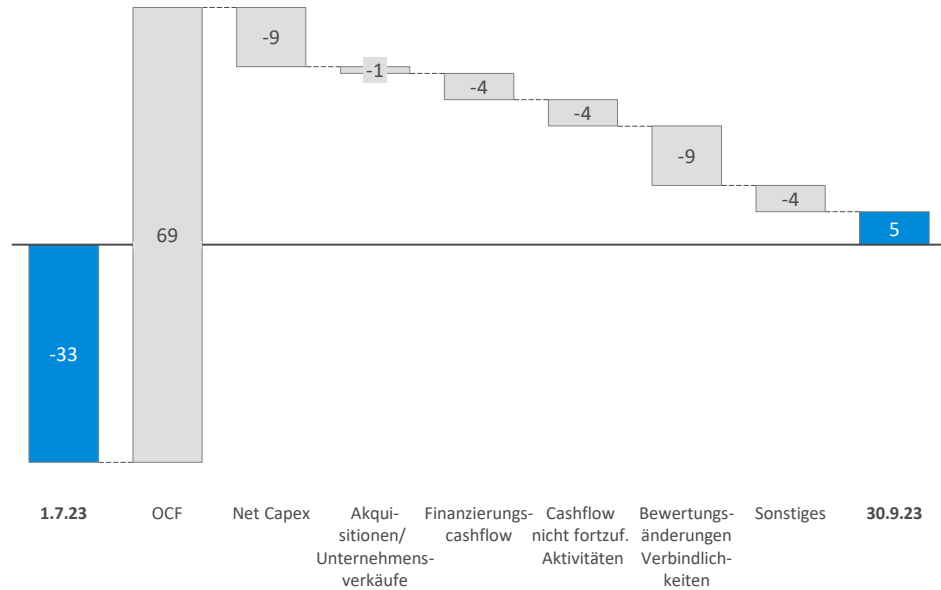 -9
-1
-4
-4
-9
-4
69
5
-33
1.7.23
OCF
Net Capex
Akqui-
sitionen/
Unternehmens-
verkäufe
Finanzierungs-
cashflow
Cashflow
nicht fortzuf.
Aktivitäten
Bewertungs-
änderungen
Verbindlich-
keiten
Sonstiges
30.9.23